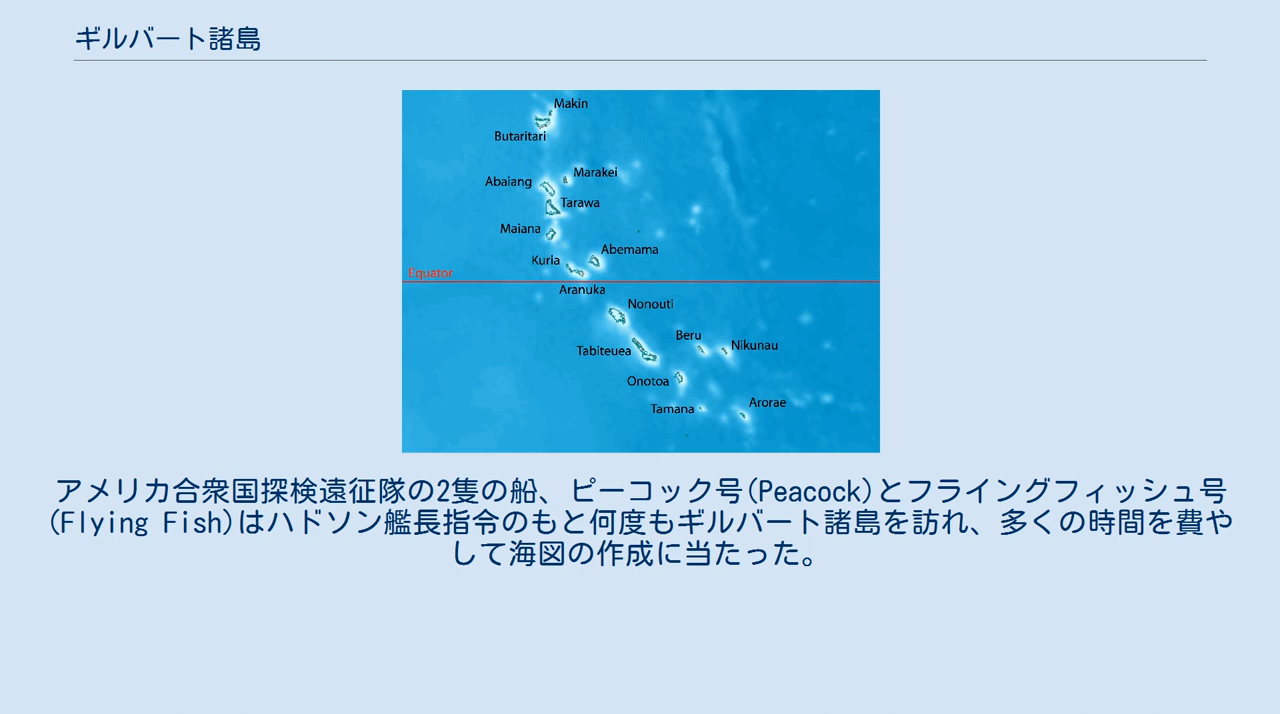 ギルバート諸島
Makin
Butaritari
Marakei
Abaiang
Tarawa
Maiana
Abemama
Kuria
Equator
Aranuka
Nonouti
Beru
Nikunau
Tabiteuea
Onotoa
Arorae
Tamana
アメリカ合衆国探検遠征隊の2隻の船、ピーコック号(Peacock)とフライングフィッシュ号
(Flying Fish)はハドソン艦長指令のもと何度もギルバート諸島を訪れ、多くの時間を費や
して海図の作成に当たった。